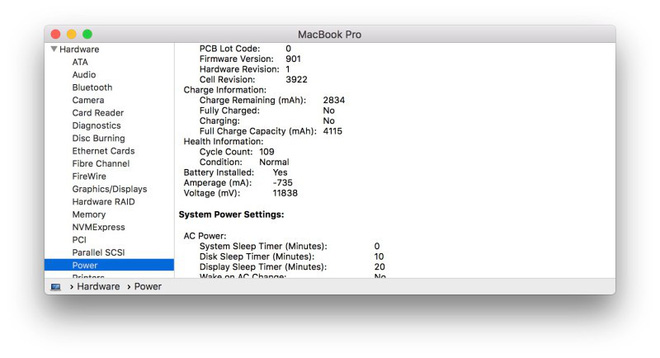 MacBook Pro
Hardware
ATA
Audio
Bluetooth
Camera
Card Reader
Diagnostics
Disc Burning
Ethernet Cards
Fibre Channel
FireWire
Graphics/Displays
Hardware RAID
Memory
NVMExpress
PCI
Parallel SCSI
Power
Printers
PCB Lot Code: 0
Firmware Version: 901
Hardware Revision: 1
Cell Revision: 3922
Charge Information:
Charge Remaining (mAh): 2834
Fully Charged: No
Charging: No
Full Charge Capacity (mAh): 4115
Health Information:
Cycle Count: 109
Condition: Normal
Battery Installed: Yes
Amperage (mA): -735
Voltage (mV): 11838
System Power Settings:
AC Power:
System Sleep Timer (Minutes): 0
Disk Sleep Timer (Minutes): 10
Display Sleep Timer (Minutes): 20
Wake on AC Change: No
Hardware › Power